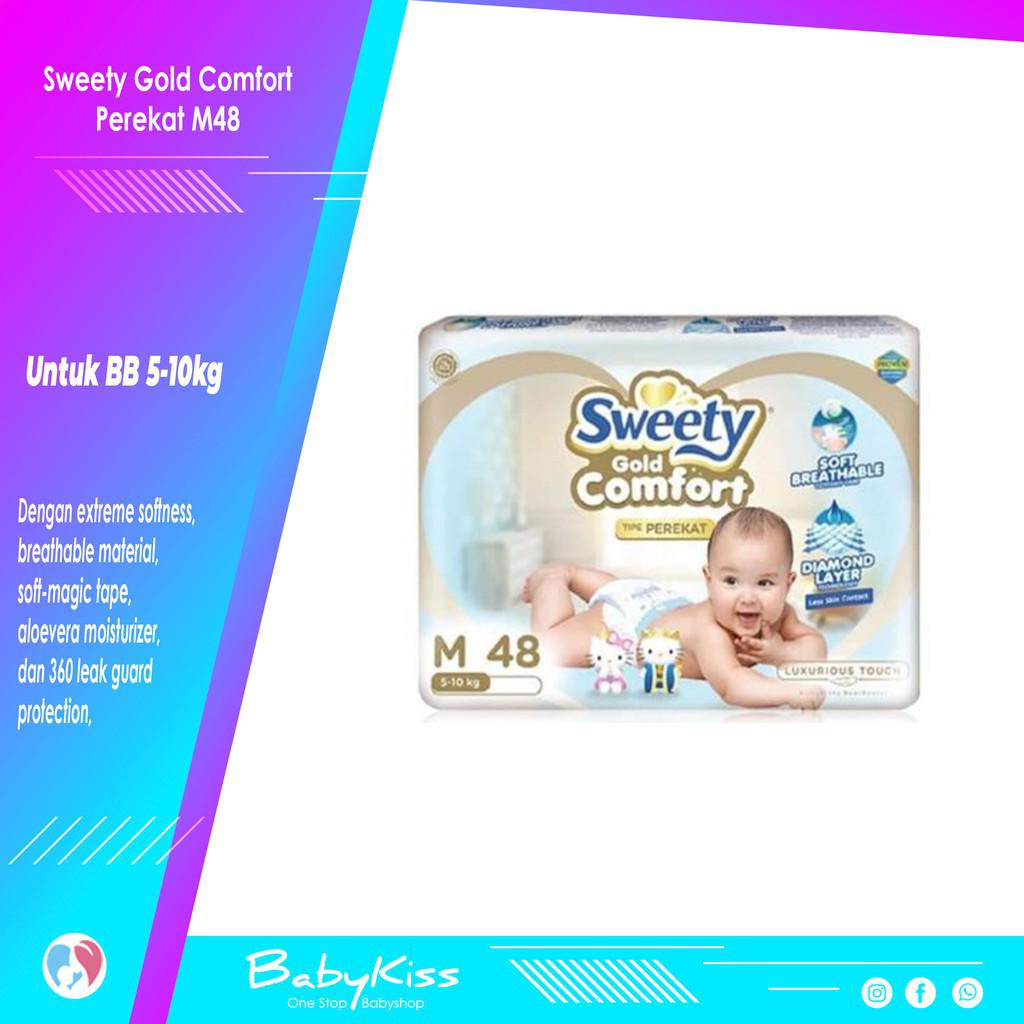 Sweety Gold Comfort
Perekat M48
Untuk BB 5-10kg
Dengan extreme softness,
breathable material,
soft-magic tape,
aloevera moisturizer,
dan 360 leak guard
protection,
PROVEN
Sweety
Gold
Comfort
TIPE PEREKAT
SOFT
BREATHABLE
DIAMOND
LAYER
Less Skin Contact
M 48
5-10 kg
LUXURIOUS TOUCH
BabyKiss
One Stop Babyshop